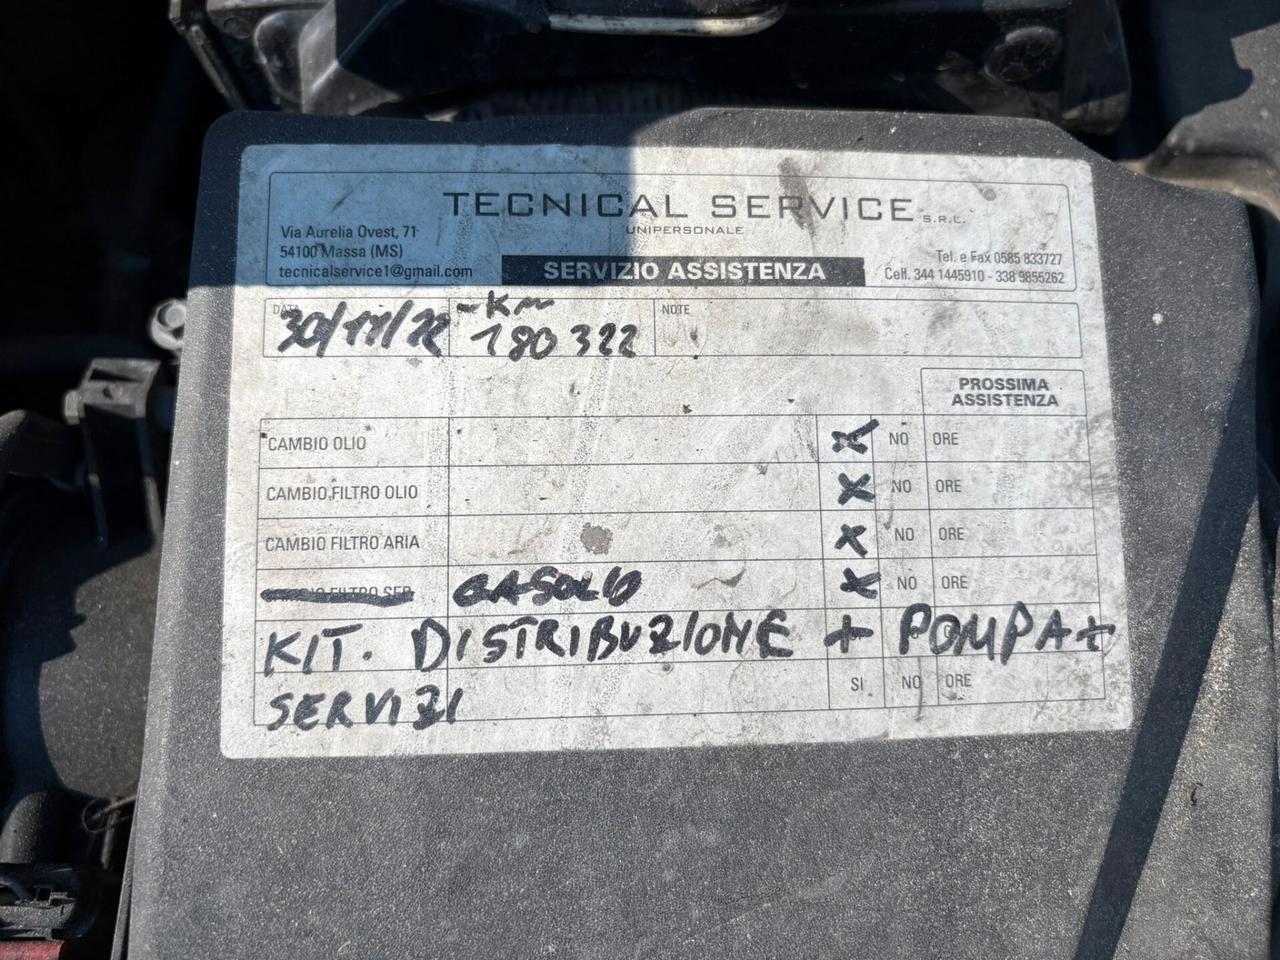 TECNICAL SERVICE S.R.L.
UNIPERSONALE
Via Aurelia Ovest, 71
54100 Massa (MS)
tecnicalservice1@gmail.com
SERVIZIO ASSISTENZA
Tel. e Fax 0585 833727
Cell. 344 1445910 - 338 9855262
DATA
30/11/22
-Km
180322
NOTE
PROSSIMA
ASSISTENZA
CAMBIO OLIO X NO ORE
CAMBIO FILTRO OLIO X NO ORE
CAMBIO FILTRO ARIA X NO ORE
FILTRO SER GASOLIO X NO ORE
KIT. DISTRIBUZIONE + POMPA +
SERVIZI SI NO ORE